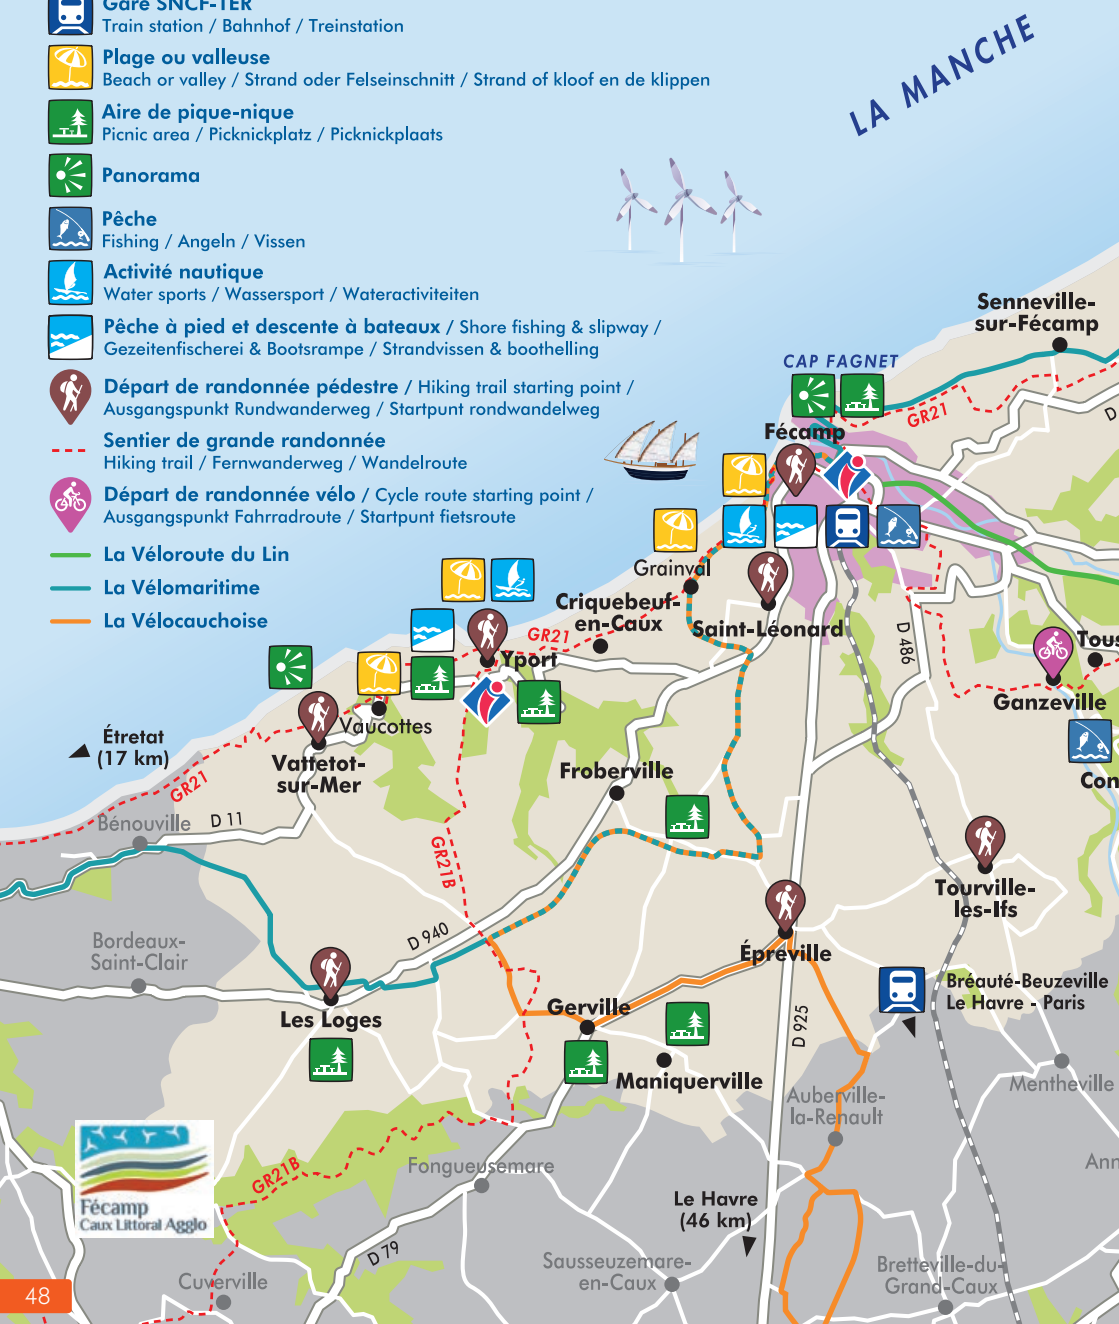 Gare SNCF-TER
Train station / Bahnhof / Treinstation
Plage ou valleuse
Beach or valley / Strand oder Felseinschnitt / Strand of kloof en de klippen
Aire de pique-nique
Picnic area / Picknickplatz / Picknickplaats
Panorama
Pêche
Fishing / Angeln / Vissen
Activité nautique
Water sports / Wassersport / Wateractiviteiten
Pêche à pied et descente à bateaux / Shore fishing & slipway /
Gezeitenfischerei & Bootsrampe / Strandvissen & boothelling
Départ de randonnée pédestre / Hiking trail starting point /
Ausgangspunkt Rundwanderweg / Startpunt rondwandelweg
Sentier de grande randonnée
Hiking trail / Fernwanderweg / Wandelroute
Départ de randonnée vélo / Cycle route starting point /
Ausgangspunkt Fahrradroute / Startpunt fietsroute
La Véloroute du Lin
La Vélomaritime
La Vélocauchoise
LA MANCHE
Senneville-
sur-Fécamp
CAP FAGNET
GR21
D
Fécamp
Grainval
Criquebeuf-
en-Caux
Saint-Léonard
GR21
Yport
D 486
Tous
Ganzeville
Con
Vaucottes
Étretat
(17 km)
Vattetot-
sur-Mer
GR21
Froberville
Bénouville
D 11
GR21B
Tourville-
les-Ifs
Bordeaux-
Saint-Clair
D 940
Épreville
Bréauté-Beuzeville
Le Havre - Paris
Les Loges
Gerville
D 925
Maniquerville
Mentheville
Auberville-
la-Renault
Ann
Fongueusemare
GR21B
Fécamp
Caux Littoral Agglo
Le Havre
(46 km)
D 79
Sausseuzemare-
en-Caux
Bretteville-du-
Grand-Caux
Cuverville
48